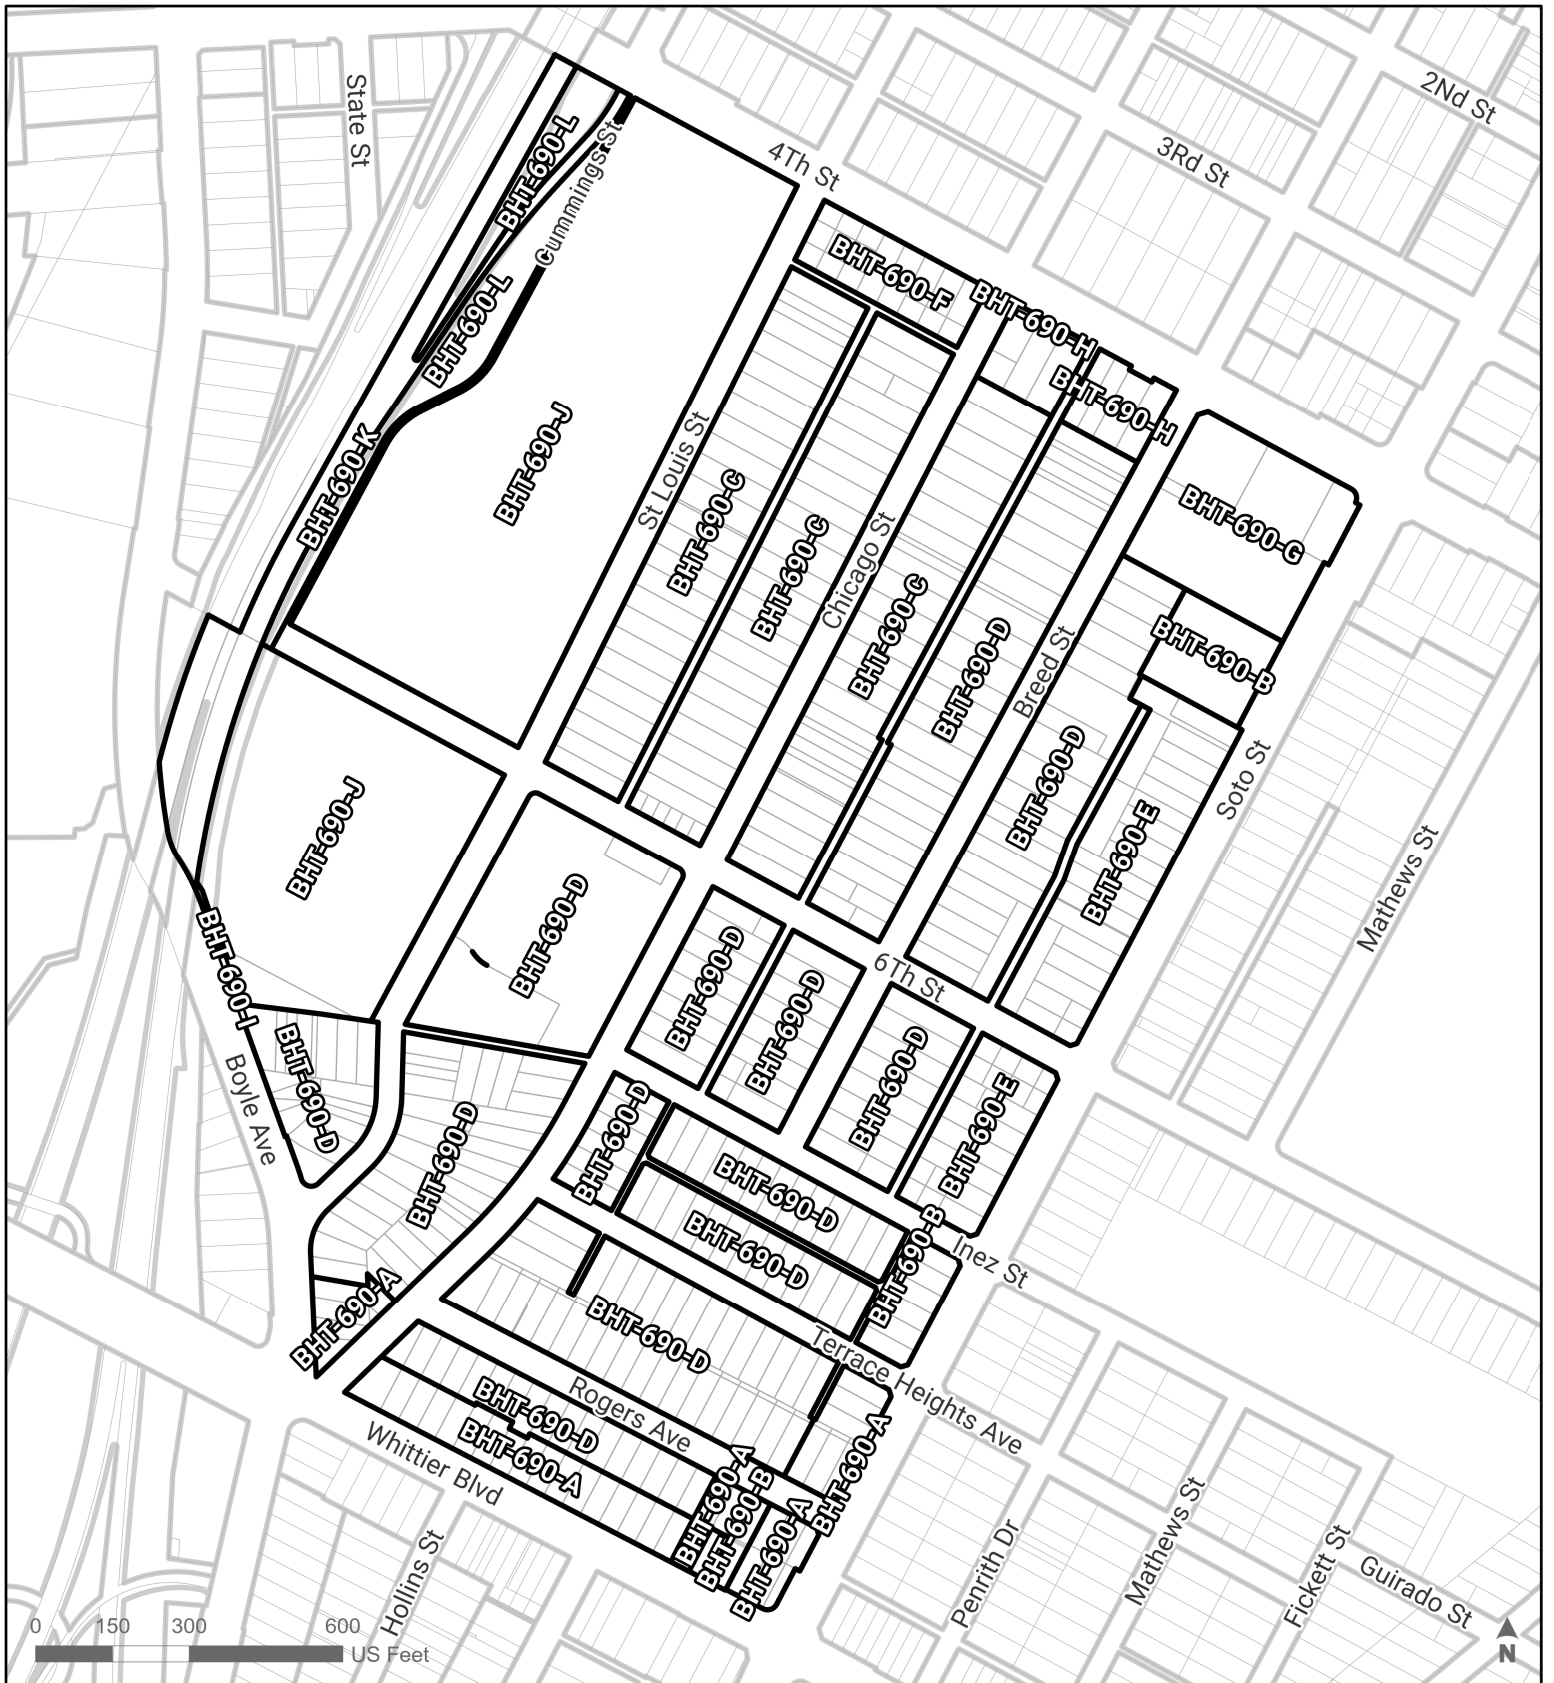 2Nd St
State St
3Rd St
4Th St
BHT-690-L
Cummings St
BHT-690-F
BHT-690-H
BHT-690-L
BHT-690-H
BHT-690-K
BHT-690-J
St Louis St
BHT-690-C
BHT-690-C
Chicago St
BHT-690-C
BHT-690-G
BHT-690-D
Breed St
BHT-690-B
BHT-690-D
Soto St
BHT-690-E
BHT-690-J
Mathews St
BHT-690-D
BHT-690-D
BHT-690-D
6Th St
BHT-690-I
BHT-690-D
BHT-690-D
BHT-690-E
Boyle Ave
BHT-690-D
BHT-690-D
BHT-690-D
BHT-690-D
BHT-690-B
Inez St
BHT-690-A
BHT-690-D
Terrace Heights Ave
BHT-690-D
Rogers Ave
BHT-690-A
Whittier Blvd
BHT-690-A
BHT-690-B
BHT-690-A
BHT-690-A
Hollins St
Penrith Dr
Mathews St
Fickett St
Guirado St
0 150 300 600
US Feet
N